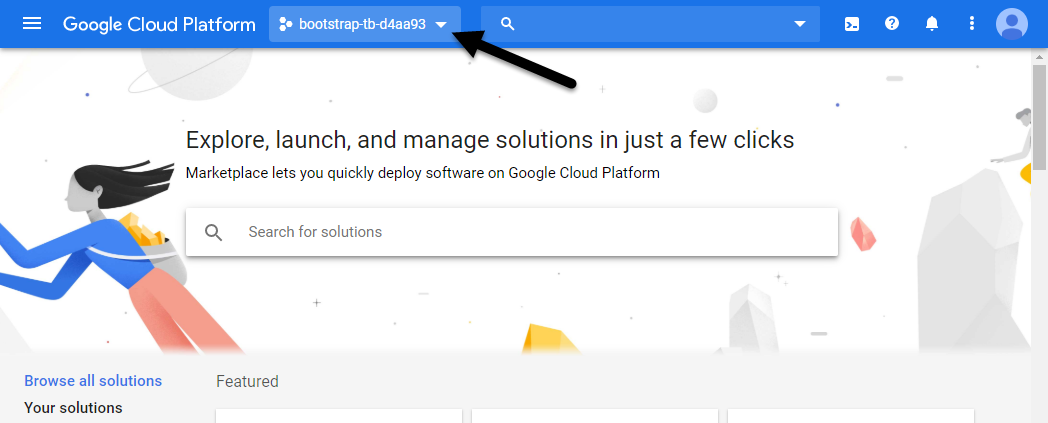 Google Cloud Platform bootstrap-tb-d4aa93
Explore, launch, and manage solutions in just a few clicks
Marketplace lets you quickly deploy software on Google Cloud Platform
Search for solutions
Browse all solutions
Your solutions
Featured